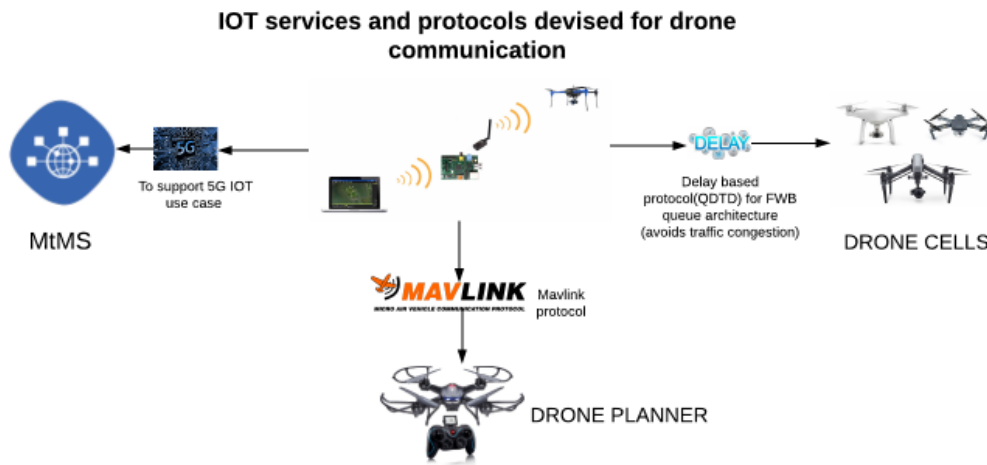 IOT services and protocols devised for drone
communication
5G
To support 5G IOT
use case
MtMS
DELAY
Delay based
protocol(QDTD) for FWB
queue architecture
(avoids traffic congestion)
DRONE CELLS
MAVLINK
MICRO AIR VEHICLE COMMUNICATION PROTOCOL
Mavlink
protocol
DRONE PLANNER